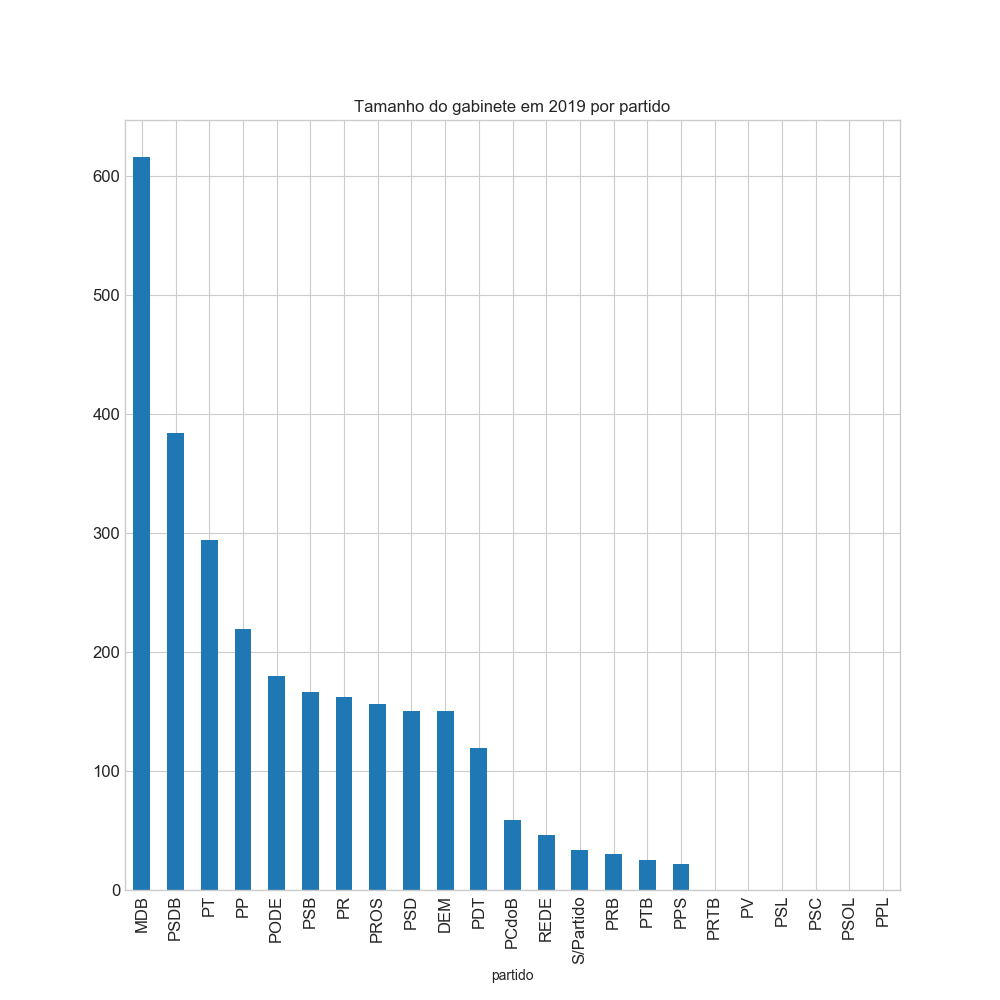 Tamanho do gabinete em 2019 por partido
600
500
400
300
200
100
0
MDB
PSDB
PT
PP
PODE
PSB
PR
PROS
PSD
DEM
PDT
PCdoB
REDE
S/Partido
PRB
PTB
PPS
PRTB
PV
PSL
PSC
PSOL
PPL
partido